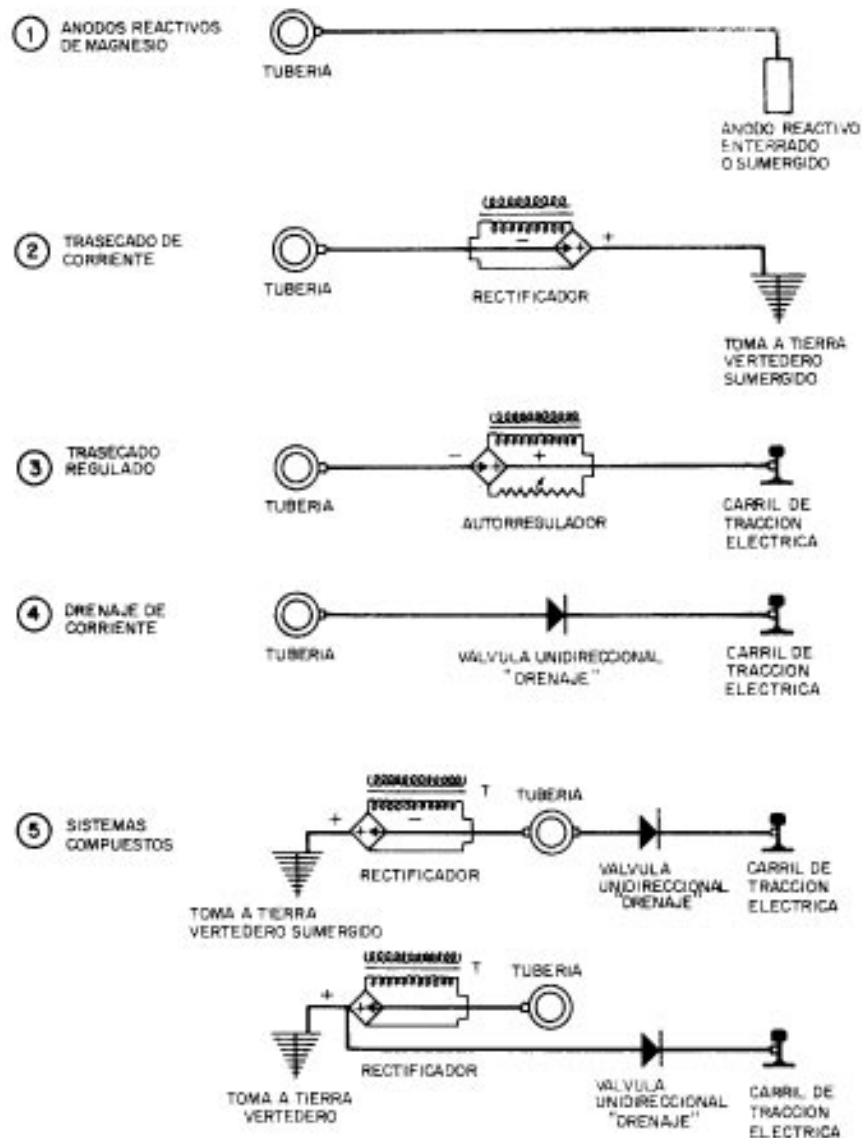 1 ANODOS REACTIVOS
DE MAGNESIO
TUBERIA
ANODO REACTIVO
ENTERRADO
O SUMERGIDO
2 TRASECADO DE
CORRIENTE
TUBERIA
- +
RECTIFICADOR
TOMA A TIERRA
VERTEDERO
SUMERGIDO
3 TRASECADO
REGULADO
TUBERIA
- +
AUTORREGULADOR
CARRIL DE
TRACCION
ELECTRICA
4 DRENAJE DE
CORRIENTE
TUBERIA
VALVULA UNIDIRECCIONAL
"DRENAJE"
CARRIL DE
TRACCION
ELECTRICA
5 SISTEMAS
COMPUESTOS
+ -
T
TUBERIA
RECTIFICADOR
TOMA A TIERRA
VERTEDERO SUMERGIDO
VALVULA
UNIDIRECCIONAL
"DRENAJE"
CARRIL DE
TRACCION
ELECTRICA
+
T
TUBERIA
RECTIFICADOR
TOMA A TIERRA
VERTEDERO
VALVULA
UNIDIRECCIONAL
"DRENAJE"
CARRIL DE
TRACCION
ELECTRICA